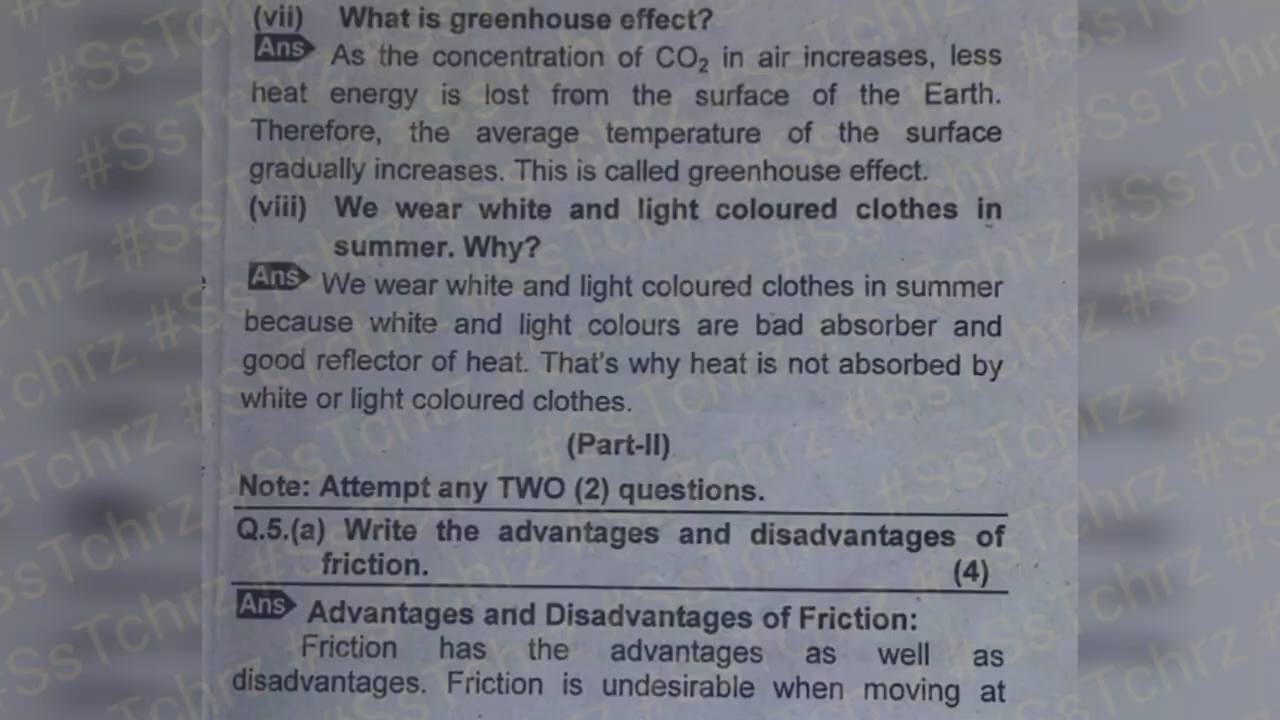 (vii) What is greenhouse effect?
Ans As the concentration of CO₂ in air increases, less
heat energy is lost from the surface of the Earth.
Therefore, the average temperature of the surface
gradually increases. This is called greenhouse effect.
(viii) We wear white and light coloured clothes in
summer. Why?
Ans We wear white and light coloured clothes in summer
because white and light colours are bad absorber and
good reflector of heat. That's why heat is not absorbed by
white or light coloured clothes.
(Part-II)
Note: Attempt any TWO (2) questions.
Q.5.(a) Write the advantages and disadvantages of
friction. (4)
Ans Advantages and Disadvantages of Friction:
Friction has the advantages as well as
disadvantages. Friction is undesirable when moving at
#SsTchrz